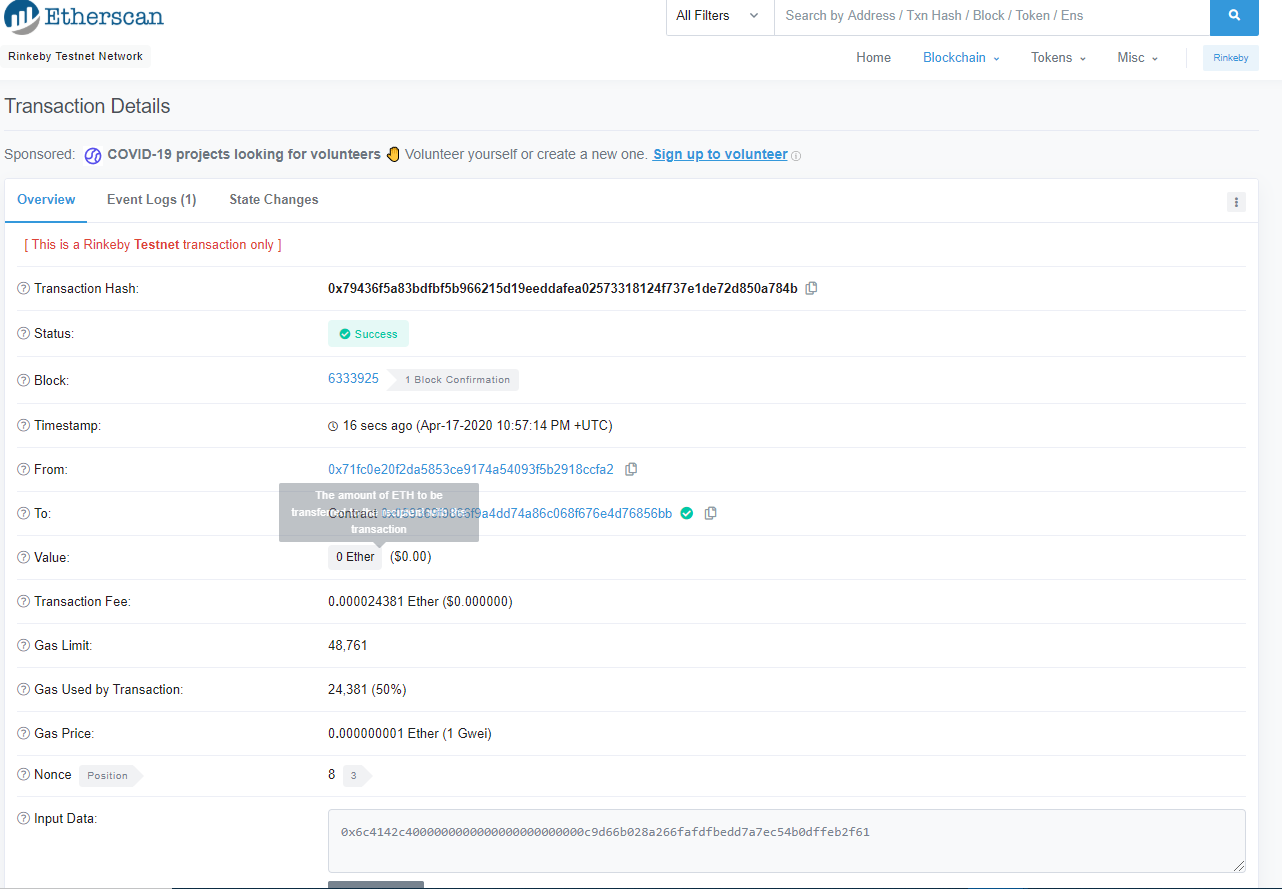 Etherscan
All Filters
Search by Address / Txn Hash / Block / Token / Ens
Rinkeby Testnet Network
Home Blockchain Tokens Misc Rinkeby
Transaction Details
Sponsored: COVID-19 projects looking for volunteers 🤚 Volunteer yourself or create a new one. Sign up to volunteer
Overview Event Logs (1) State Changes
[ This is a Rinkeby Testnet transaction only ]
Transaction Hash: 0x79436f5a83bdfbf5b966215d19eeddafea02573318124f737e1de72d850a784b
Status: Success
Block: 6333925 1 Block Confirmation
Timestamp: 16 secs ago (Apr-17-2020 10:57:14 PM +UTC)
From: 0x71fc0e20f2da5853ce9174a54093f5b2918ccfa2
The amount of ETH to be
transaction
To: Contract
Value: 0 Ether ($0.00)
Transaction Fee: 0.000024381 Ether ($0.000000)
Gas Limit: 48,761
Gas Used by Transaction: 24,381 (50%)
Gas Price: 0.000000001 Ether (1 Gwei)
Nonce Position 8 3
Input Data: